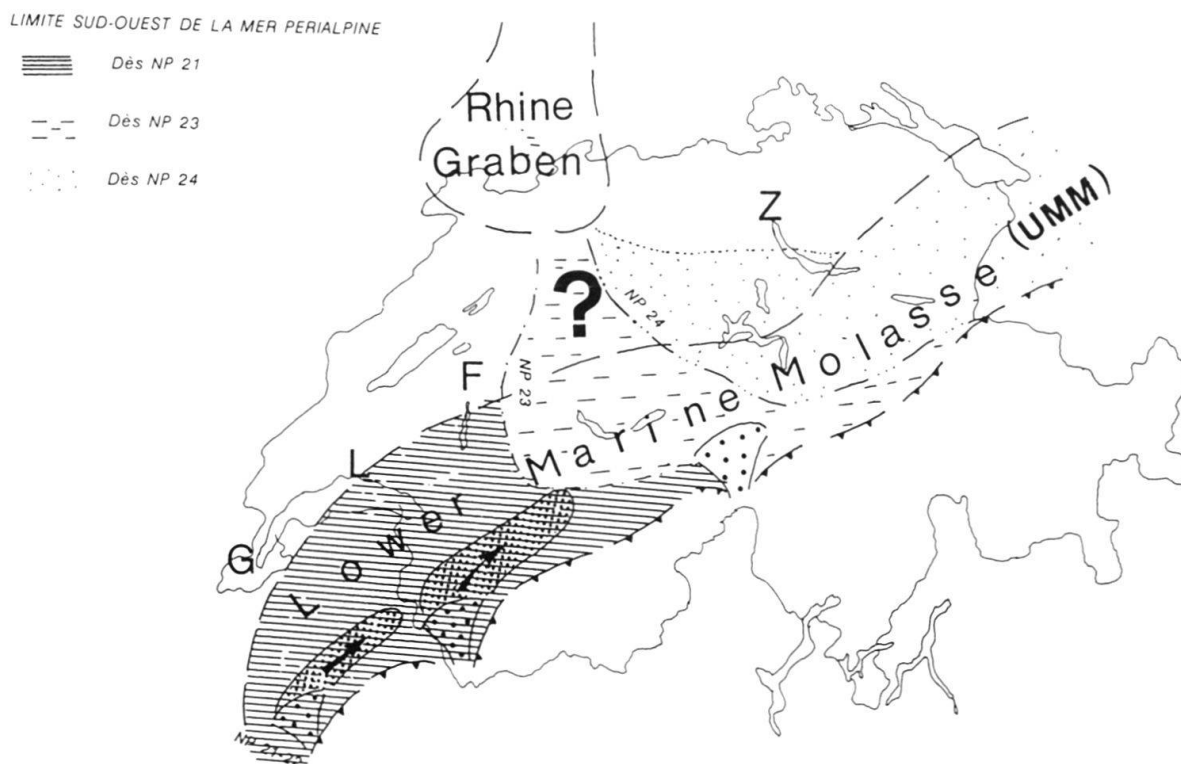 LIMITE SUD-OUEST DE LA MER PERIALPINE
Dès NP 21
Dès NP 23
Dès NP 24
Rhine
Graben
Z
?
NP 24
F
NP 23
L
G
Lower Marine Molasse (UMM)